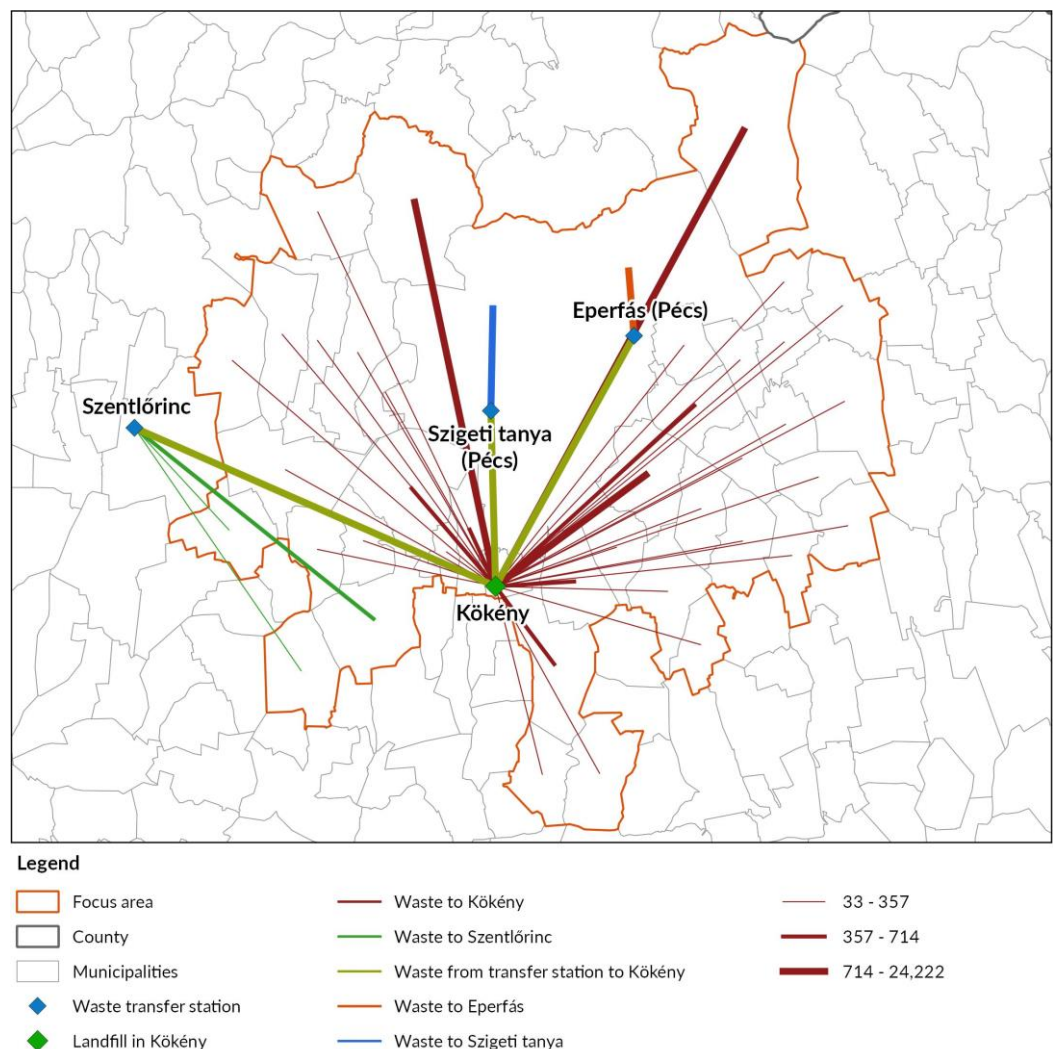 Eperfás (Pécs)
Szentlőrinc
Szigeti tanya
(Pécs)
Kökény
Legend
Focus area
County
Municipalities
Waste transfer station
Landfill in Kökény
Waste to Kökény
Waste to Szentlőrinc
Waste from transfer station to Kökény
Waste to Eperfás
Waste to Szigeti tanya
33 - 357
357 - 714
714 - 24,222